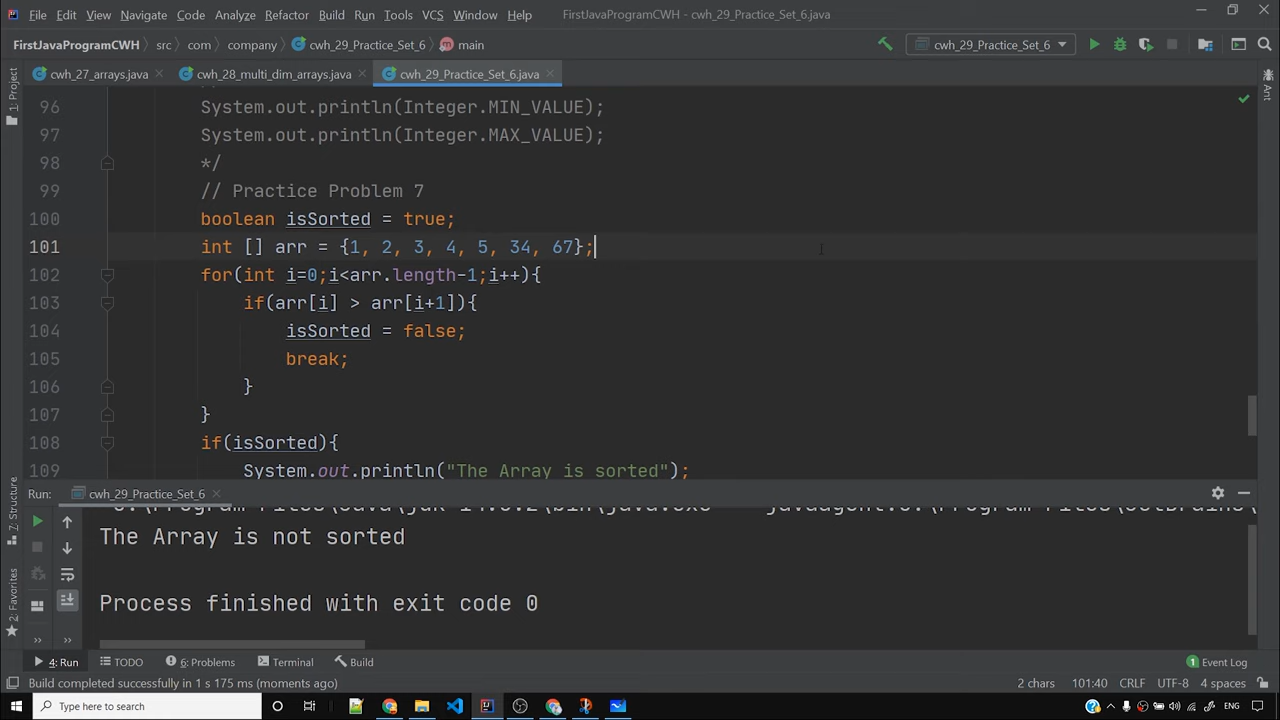 File Edit View Navigate Code Analyze Refactor Build Run Tools VCS Window Help FirstJavaProgramCWH - cwh_29_Practice_Set_6.java
FirstJavaProgramCWH src com company cwh_29_Practice_Set_6 main cwh_29_Practice_Set_6
cwh_27_arrays.java cwh_28_multi_dim_arrays.java cwh_29_Practice_Set_6.java
1: Project
Ant
96 System.out.println(Integer.MIN_VALUE);
97 System.out.println(Integer.MAX_VALUE);
98 */
99 // Practice Problem 7
100 boolean isSorted = true;
101 int [] arr = {1, 2, 3, 4, 5, 34, 67};
102 for(int i=0;i<arr.length-1;i++){
103 if(arr[i] > arr[i+1]){
104 isSorted = false;
105 break;
106 }
107 }
108 if(isSorted){
109 System.out.println("The Array is sorted");
Z: Structure
2: Favorites
Run: cwh_29_Practice_Set_6
The Array is not sorted
Process finished with exit code 0
4: Run TODO 6: Problems Terminal Build 1 Event Log
Build completed successfully in 1 s 175 ms (moments ago) 2 chars 101:40 CRLF UTF-8 4 spaces
Type here to search ENG